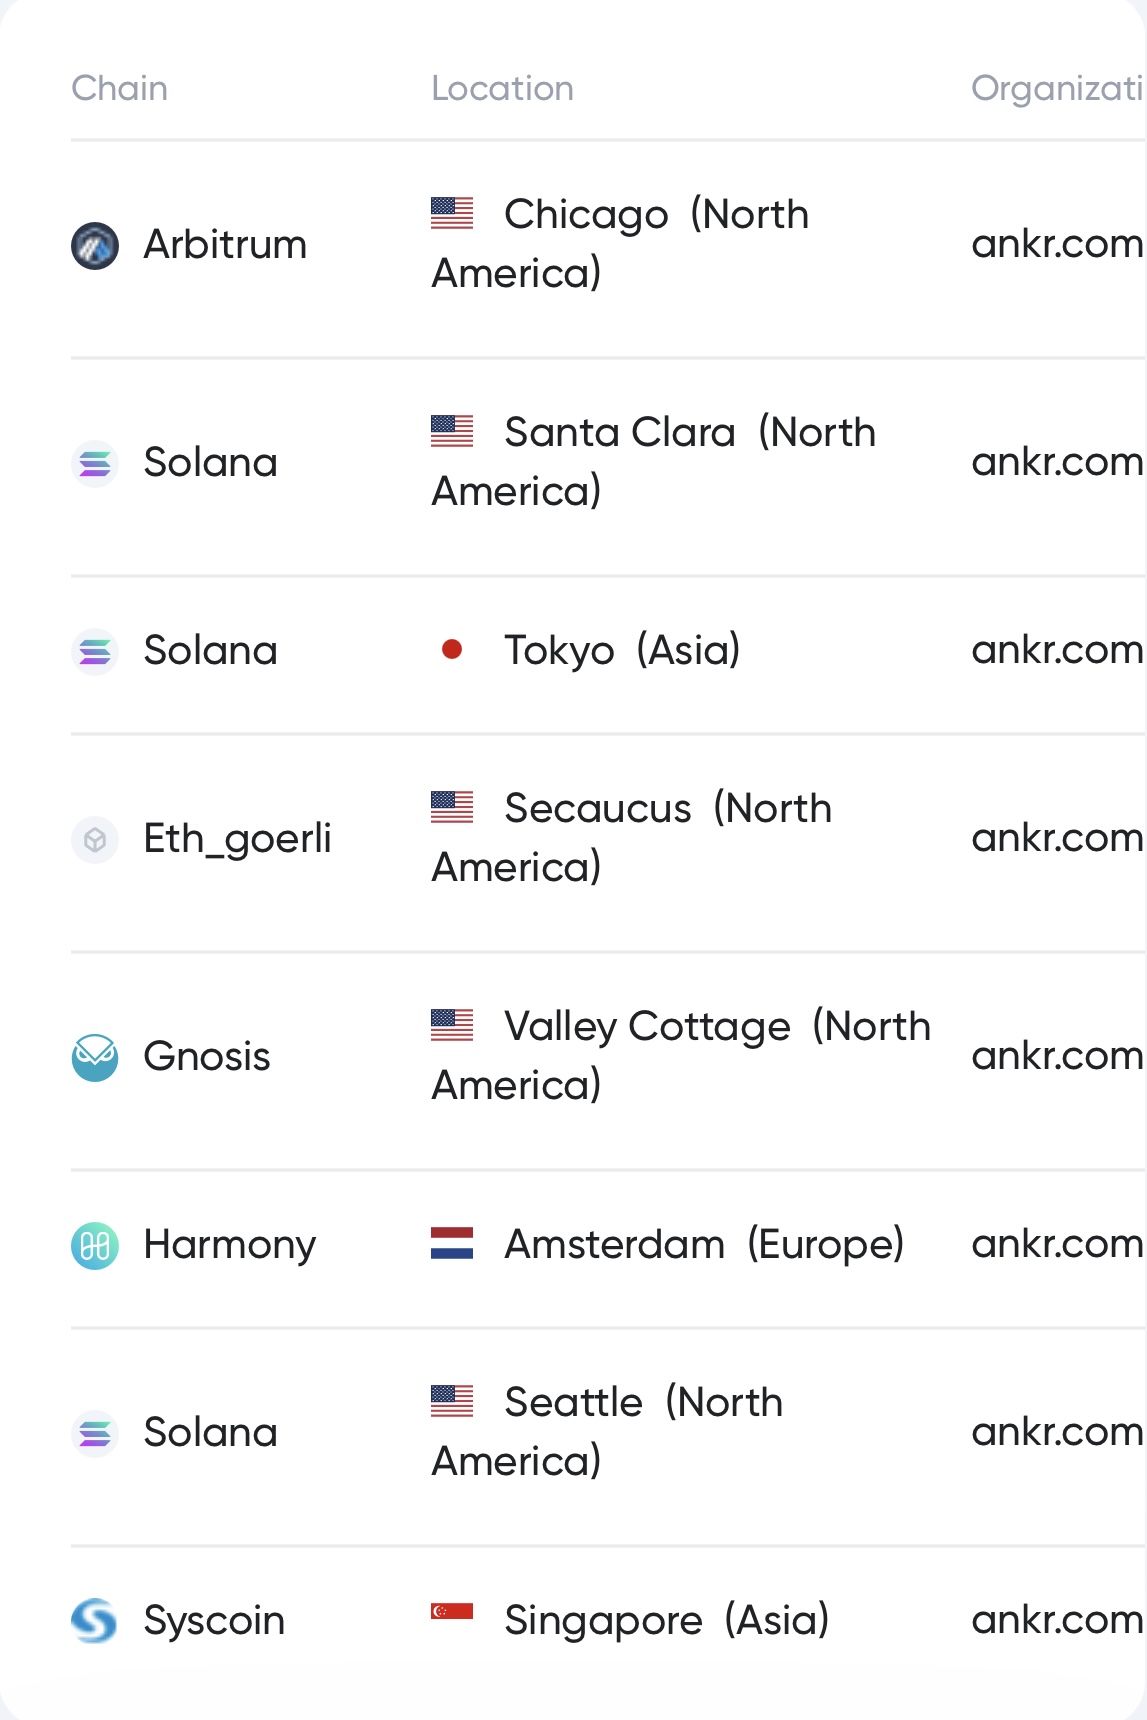 Chain Location Organizati
Arbitrum Chicago (North America) ankr.com
Solana Santa Clara (North America) ankr.com
Solana Tokyo (Asia) ankr.com
Eth_goerli Secaucus (North America) ankr.com
Gnosis Valley Cottage (North America) ankr.com
Harmony Amsterdam (Europe) ankr.com
Solana Seattle (North America) ankr.com
Syscoin Singapore (Asia) ankr.com